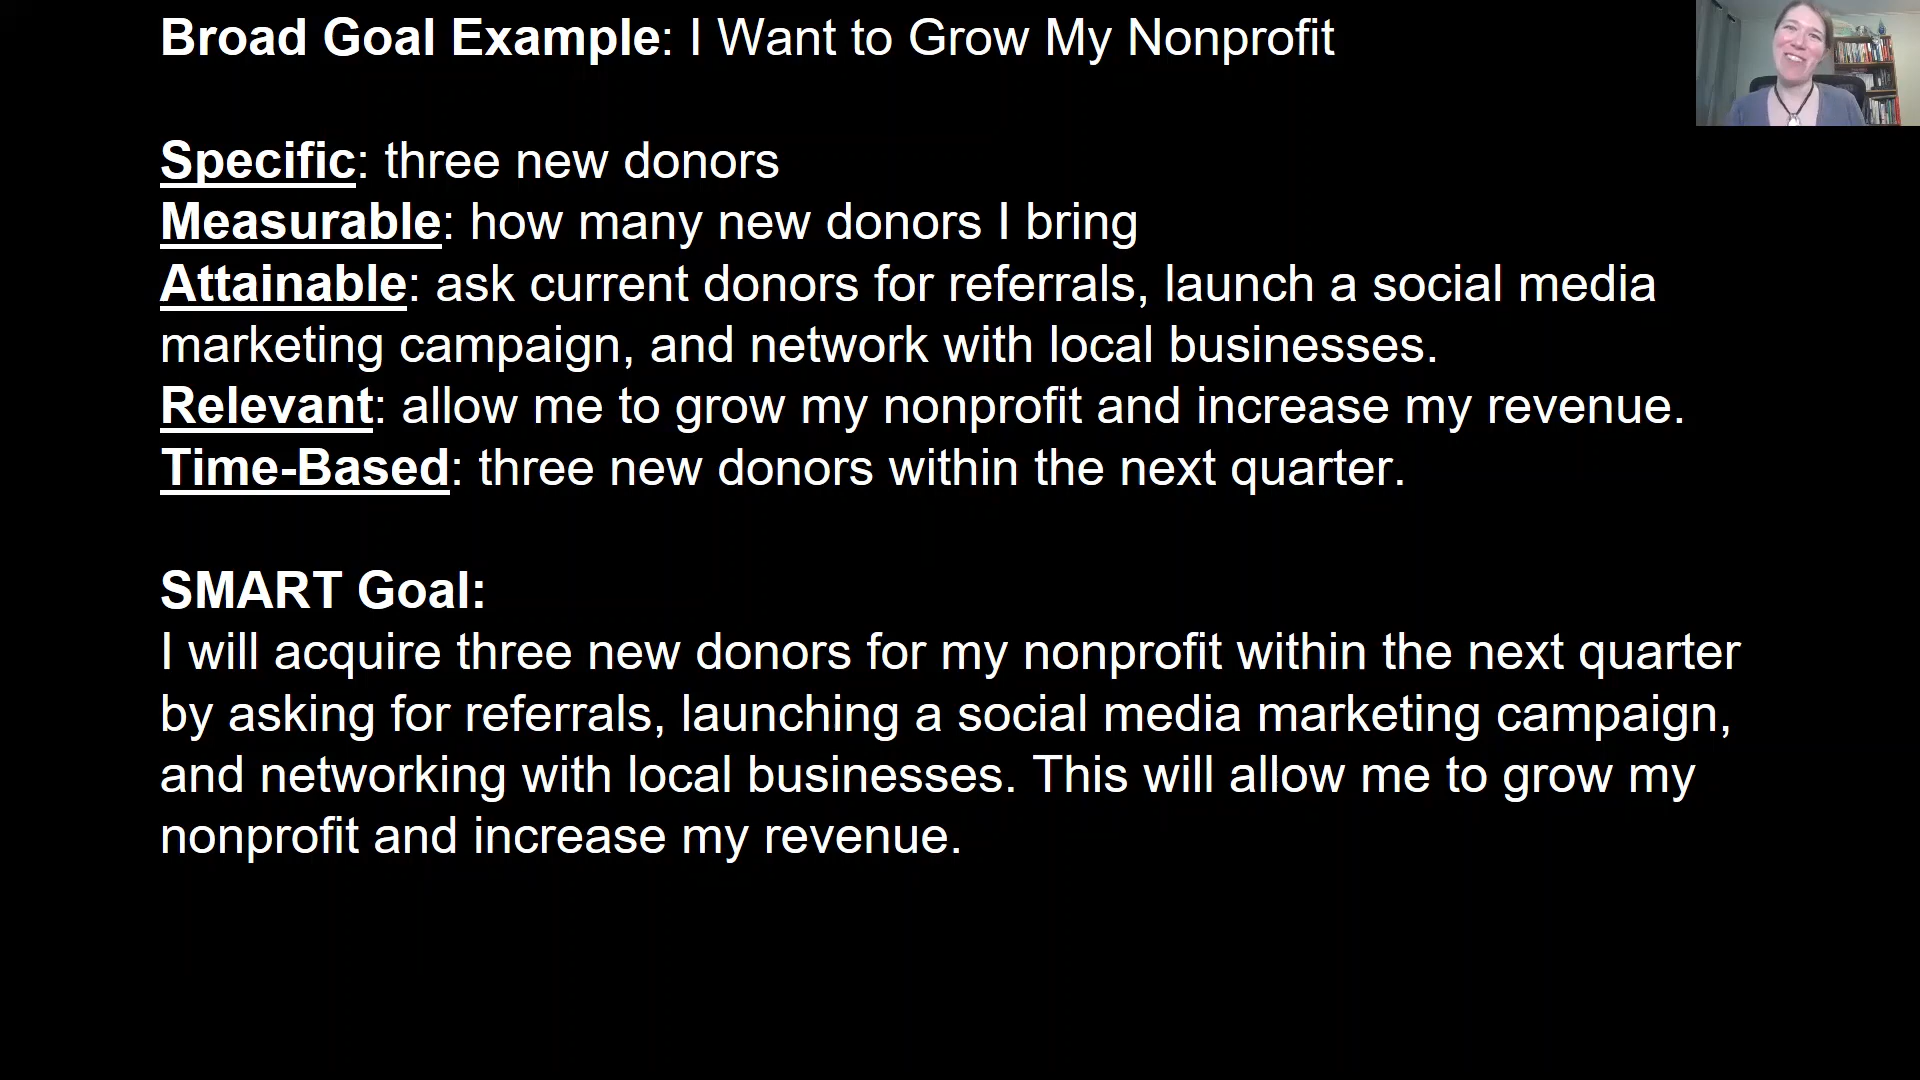 Broad Goal Example: I Want to Grow My Nonprofit
Specific: three new donors
Measurable: how many new donors I bring
Attainable: ask current donors for referrals, launch a social media
marketing campaign, and network with local businesses.
Relevant: allow me to grow my nonprofit and increase my revenue.
Time-Based: three new donors within the next quarter.
SMART Goal:
I will acquire three new donors for my nonprofit within the next quarter
by asking for referrals, launching a social media marketing campaign,
and networking with local businesses. This will allow me to grow my
nonprofit and increase my revenue.